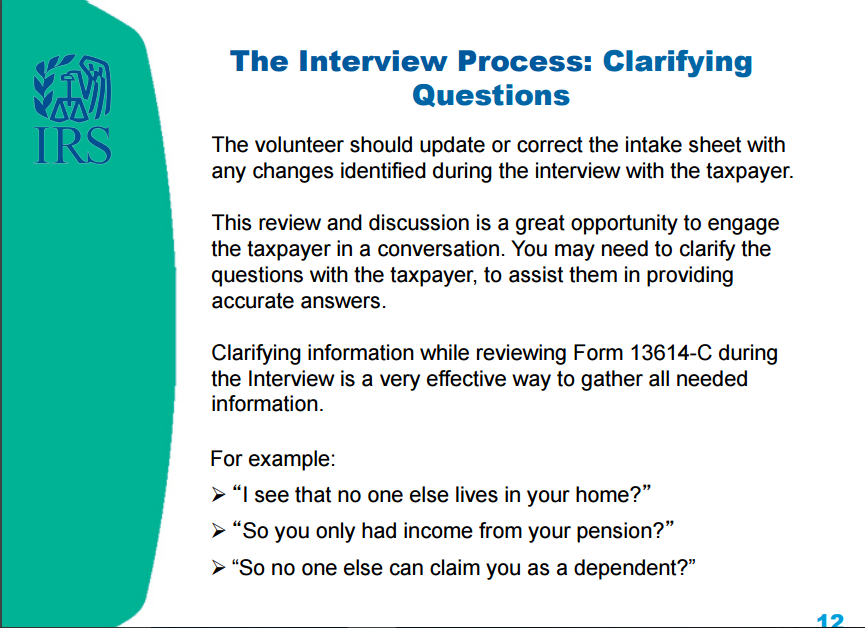 IRS
The Interview Process: Clarifying
Questions
The volunteer should update or correct the intake sheet with
any changes identified during the interview with the taxpayer.
This review and discussion is a great opportunity to engage
the taxpayer in a conversation. You may need to clarify the
questions with the taxpayer, to assist them in providing
accurate answers.
Clarifying information while reviewing Form 13614-C during
the Interview is a very effective way to gather all needed
information.
For example:
➢ “I see that no one else lives in your home?”
➢ “So you only had income from your pension?”
➢ “So no one else can claim you as a dependent?”
12